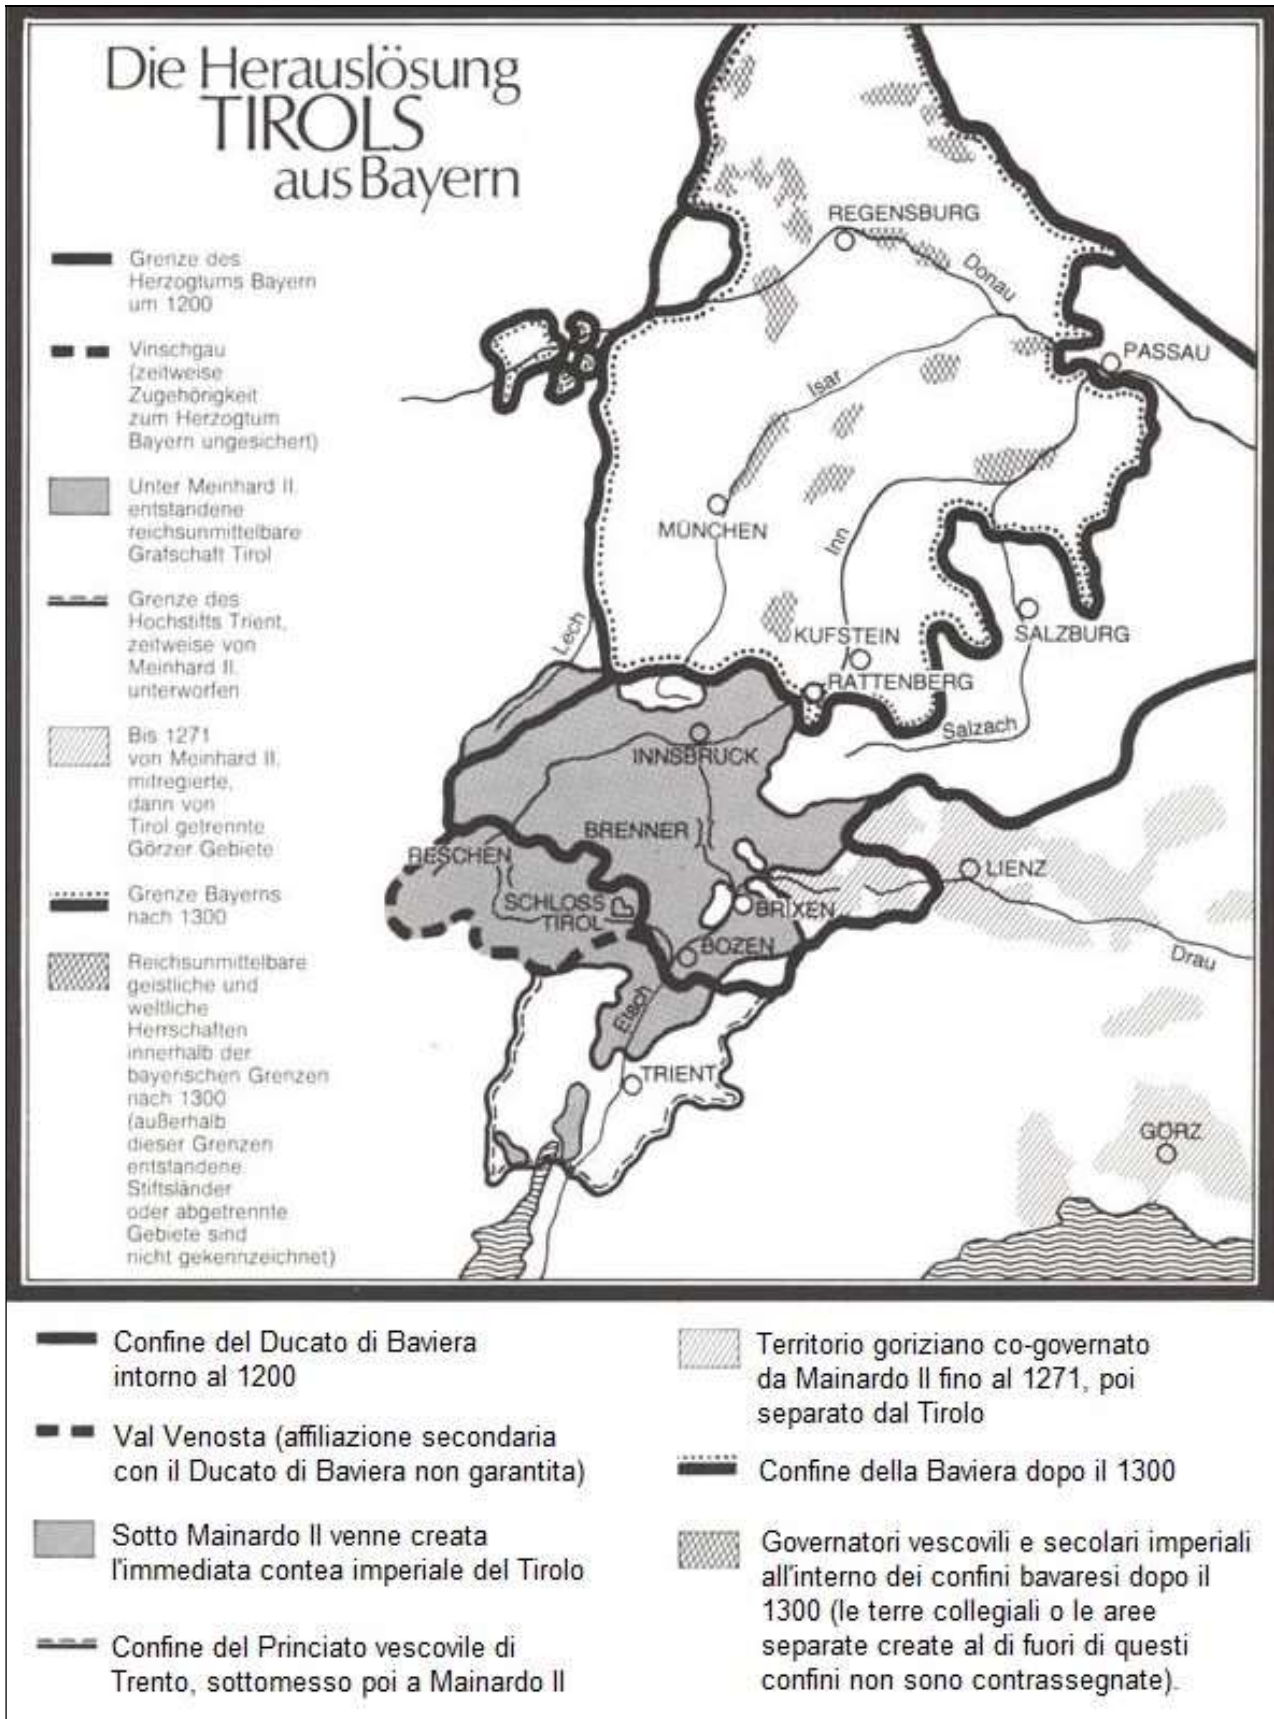 Die Herauslösung
TIROLS
aus Bayern
Grenze des
Herzogtums Bayern
um 1200
Vinschgau
(zeitweise
Zugehörigkeit
zum Herzogtum
Bayern ungesichert)
Unter Meinhard II.
entstandene
reichsunmittelbare
Grafschaft Tirol
Grenze des
Hochstifts Trient,
zeitweise von
Meinhard II.
unterworfen
Bis 1271
von Meinhard II.
mitregierte,
dann von
Tirol getrennte
Görzer Gebiete
Grenze Bayerns
nach 1300
Reichsunmittelbare
geistliche und
weltliche
Herrschaften
innerhalb der
bayerischen Grenzen
nach 1300
(außerhalb
dieser Grenzen
entstandene
Stiftsländer
oder abgetrennte
Gebiete sind
nicht gekennzeichnet)
REGENSBURG
Donau
PASSAU
Isar
MÜNCHEN
Inn
Lech
KUFSTEIN
SALZBURG
RATTENBERG
Salzach
INNSBRUCK
BRENNER
RESCHEN
LIENZ
SCHLOSS
TIROL
BRIXEN
BOZEN
Drau
Etsch
TRIENT
GÖRZ
Confine del Ducato di Baviera
intorno al 1200
Val Venosta (affiliazione secondaria
con il Ducato di Baviera non garantita)
Sotto Mainardo II venne creata
l'immediata contea imperiale del Tirolo
Confine del Princiato vescovile di
Trento, sottomesso poi a Mainardo II
Territorio goriziano co-governato
da Mainardo II fino al 1271, poi
separato dal Tirolo
Confine della Baviera dopo il 1300
Governatori vescovili e secolari imperiali
all'interno dei confini bavaresi dopo il
1300 (le terre collegiali o le aree
separate create al di fuori di questi
confini non sono contrassegnate).